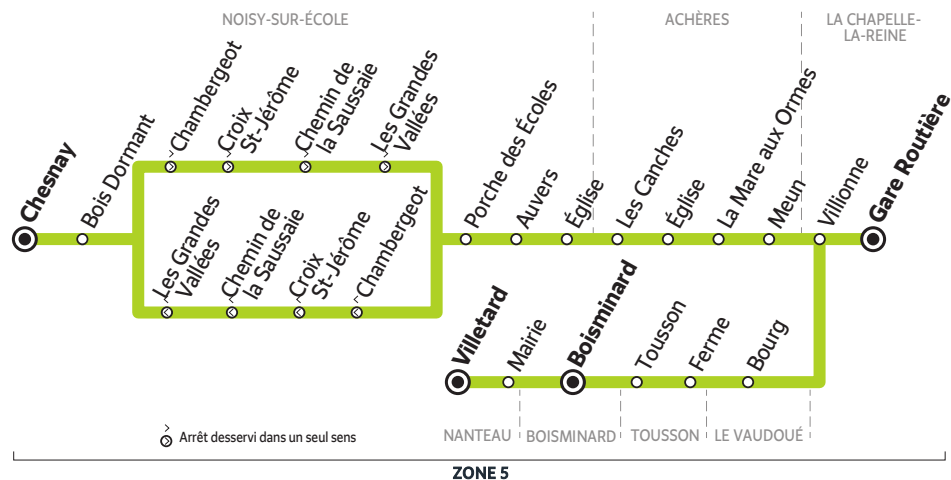 NOISY-SUR-ÉCOLE
ACHÈRES
LA CHAPELLE-
LA-REINE
Chesnay
Bois Dormant
Chambergeot
Croix
St-Jérôme
Chemin de
la Saussaie
Les Grandes
Vallées
Porche des Écoles
Auvers
Église
Les Canches
Église
La Mare aux Ormes
Meun
Villionne
Gare Routière
Les Grandes
Vallées
Chemin de
la Saussaie
Croix
St-Jérôme
Chambergeot
Villetard
Mairie
Boisminard
Tousson
Ferme
Bourg
Arrêt desservi dans un seul sens
NANTEAU
BOISMINARD
TOUSSON
LE VAUDOUÉ
ZONE 5